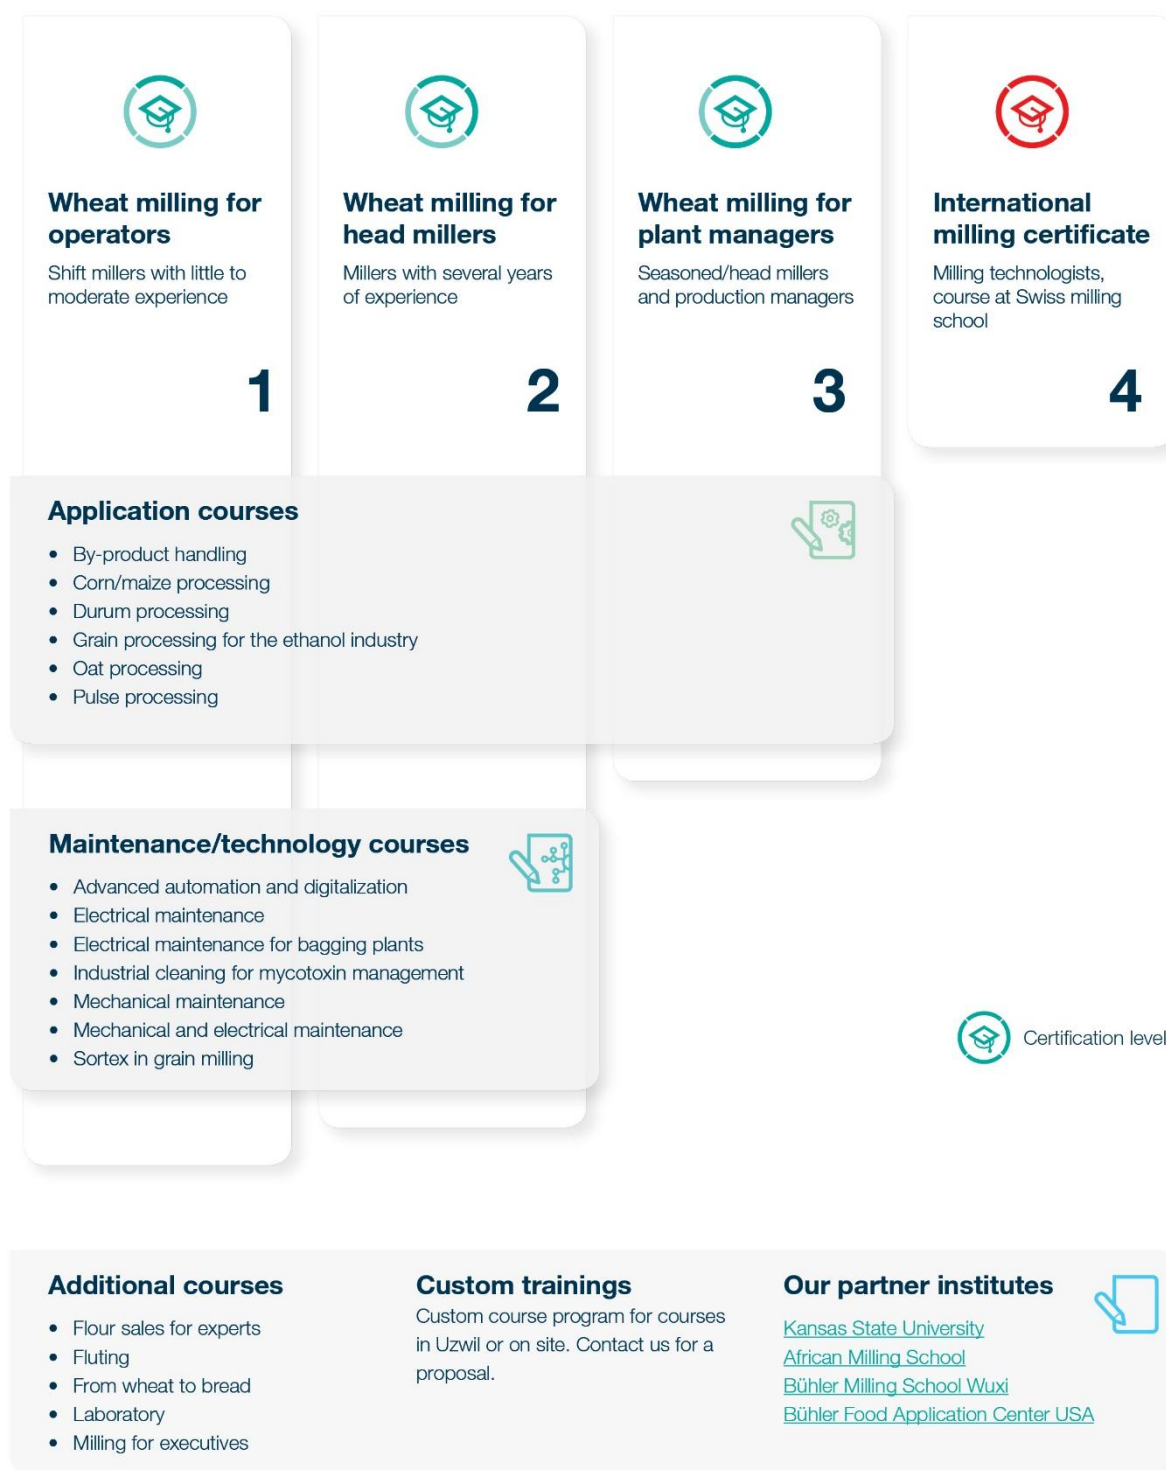 Wheat milling for
operators
Shift millers with little to
moderate experience
1
Wheat milling for
head millers
Millers with several years
of experience
2
Wheat milling for
plant managers
Seasoned/head millers
and production managers
3
International
milling certificate
Milling technologists,
course at Swiss milling
school
4
Application courses
• By-product handling
• Corn/maize processing
• Durum processing
• Grain processing for the ethanol industry
• Oat processing
• Pulse processing
Maintenance/technology courses
• Advanced automation and digitalization
• Electrical maintenance
• Electrical maintenance for bagging plants
• Industrial cleaning for mycotoxin management
• Mechanical maintenance
• Mechanical and electrical maintenance
• Sortex in grain milling
Certification level
Additional courses
• Flour sales for experts
• Fluting
• From wheat to bread
• Laboratory
• Milling for executives
Custom trainings
Custom course program for courses
in Uzwil or on site. Contact us for a
proposal.
Our partner institutes
Kansas State University
African Milling School
Bühler Milling School Wuxi
Bühler Food Application Center USA